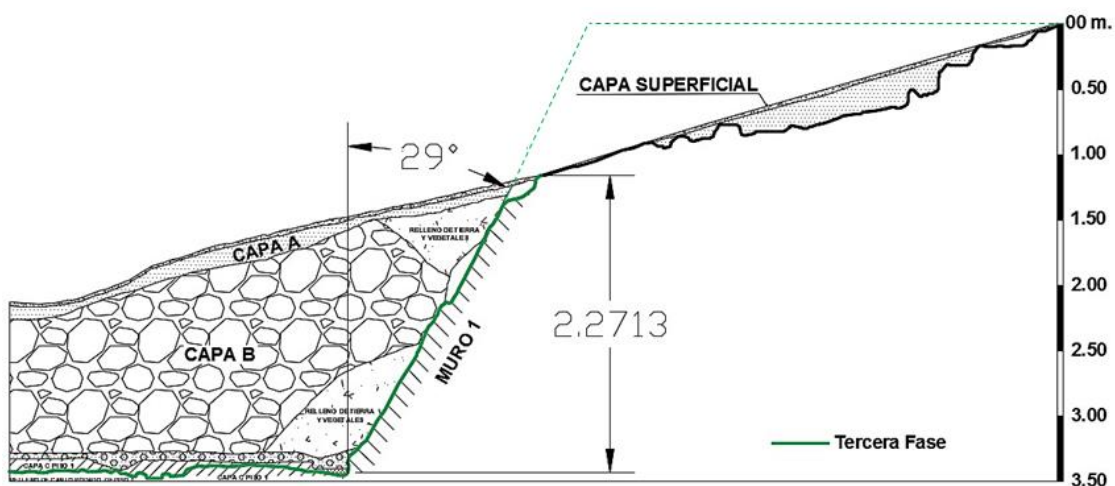 00 m.
0.50
CAPA SUPERFICIAL
1.00
29°
1.50
RELLENO DE TIERRA
Y VEGETALES
CAPA A
2.00
2.2713
CAPA B
MURO 1
2.50
RELLENO DE TIERRA
Y VEGETALES
3.00
Tercera Fase
CAPA C PISO 1
CAPA C PISO 1
3.50